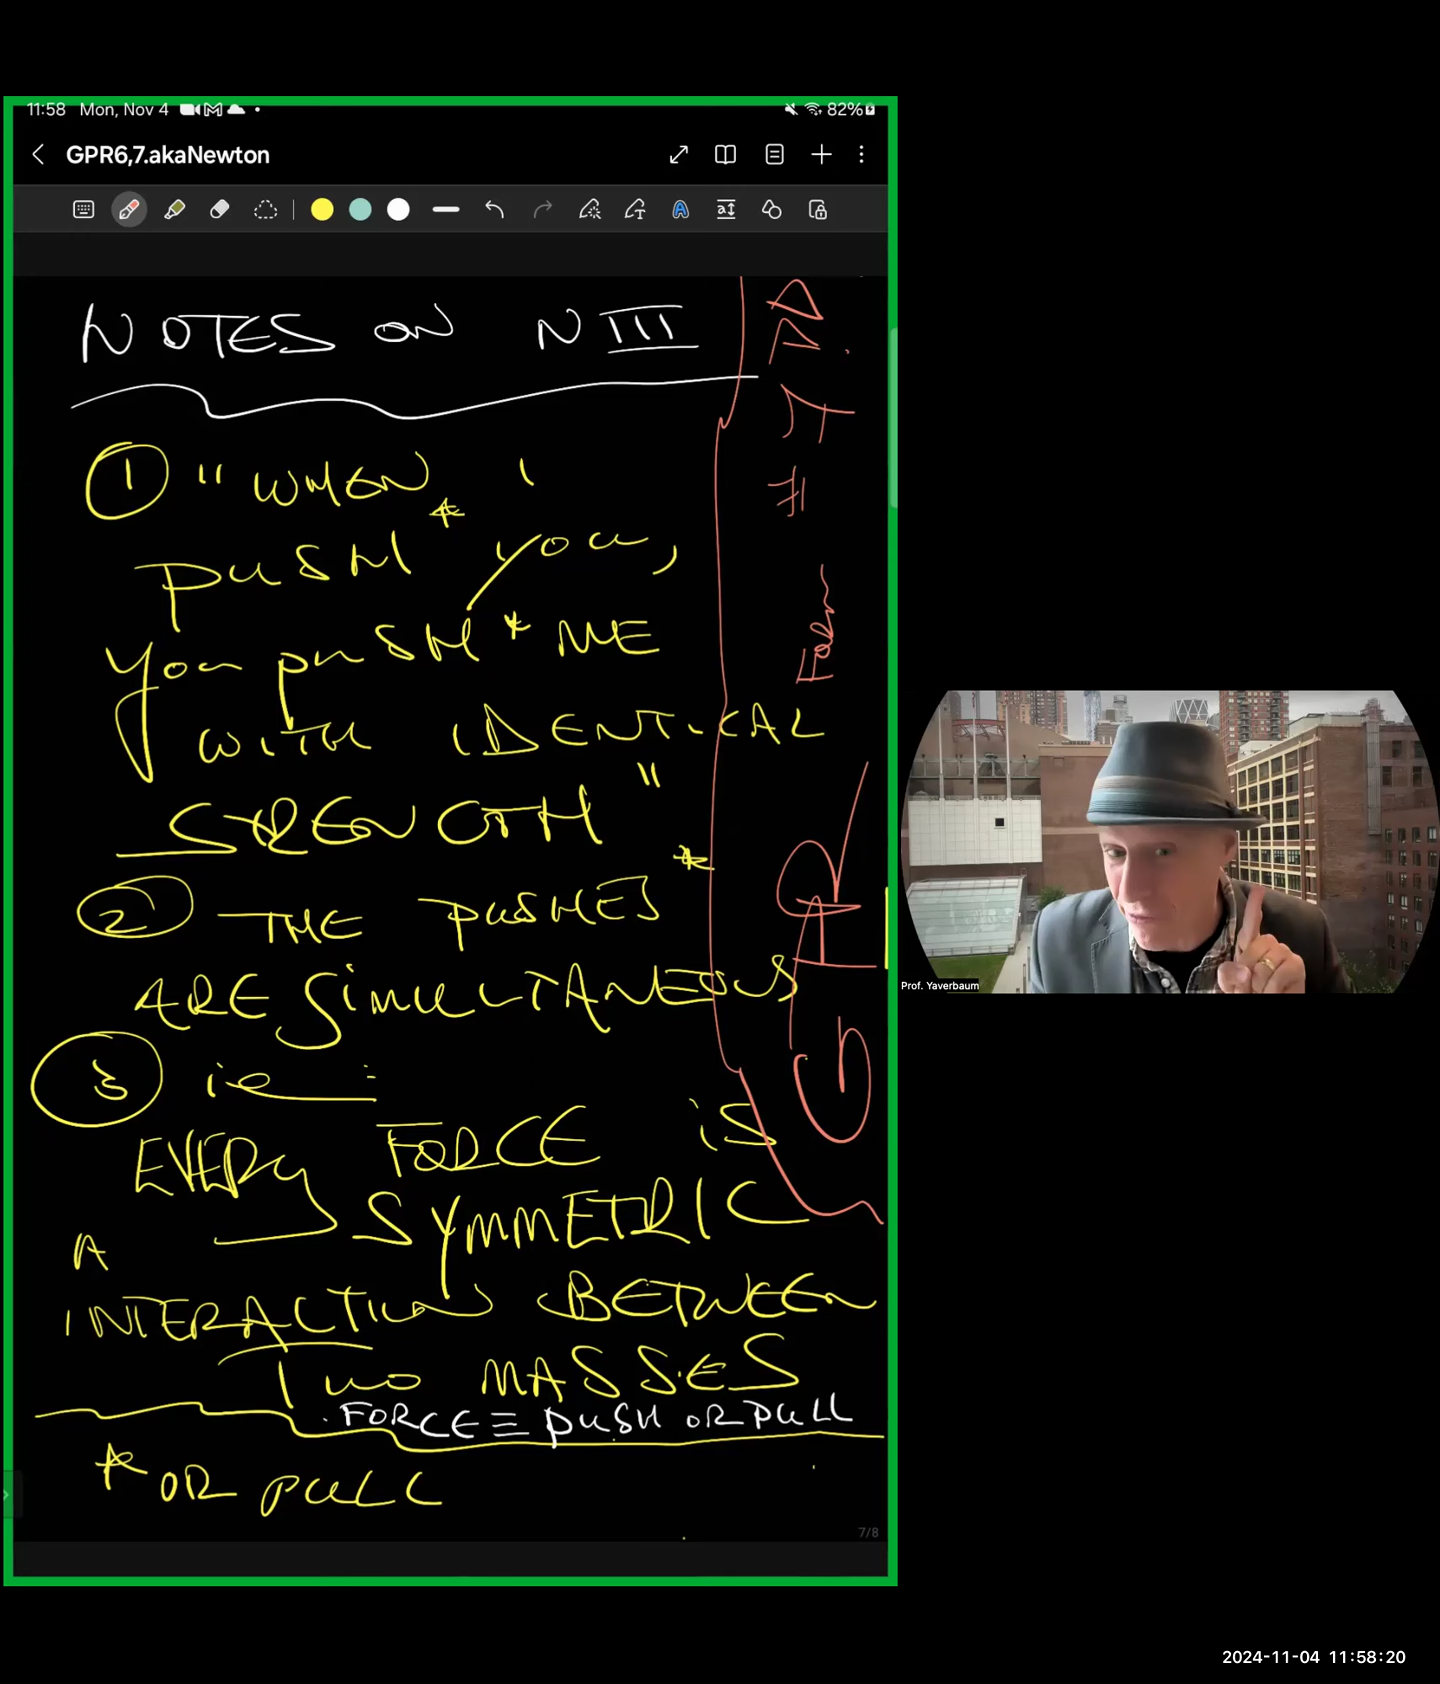 11:58 Mon, Nov 4
82%
GPR6,7.akaNewton
NOTES ON N III
① "WHEN I
PUSH* YOU,
YOU PUSH* ME
WITH IDENTICAL
STRENGTH"
② THE PUSHES*
ARE SIMULTANEOUS
③ ie:
EVERY FORCE IS
A SYMMETRIC
INTERACTION BETWEEN
TWO MASSES
FORCE ≡ PUSH OR PULL
* OR PULL
7/8
Prof. Yaverbaum
2024-11-04 11:58:20